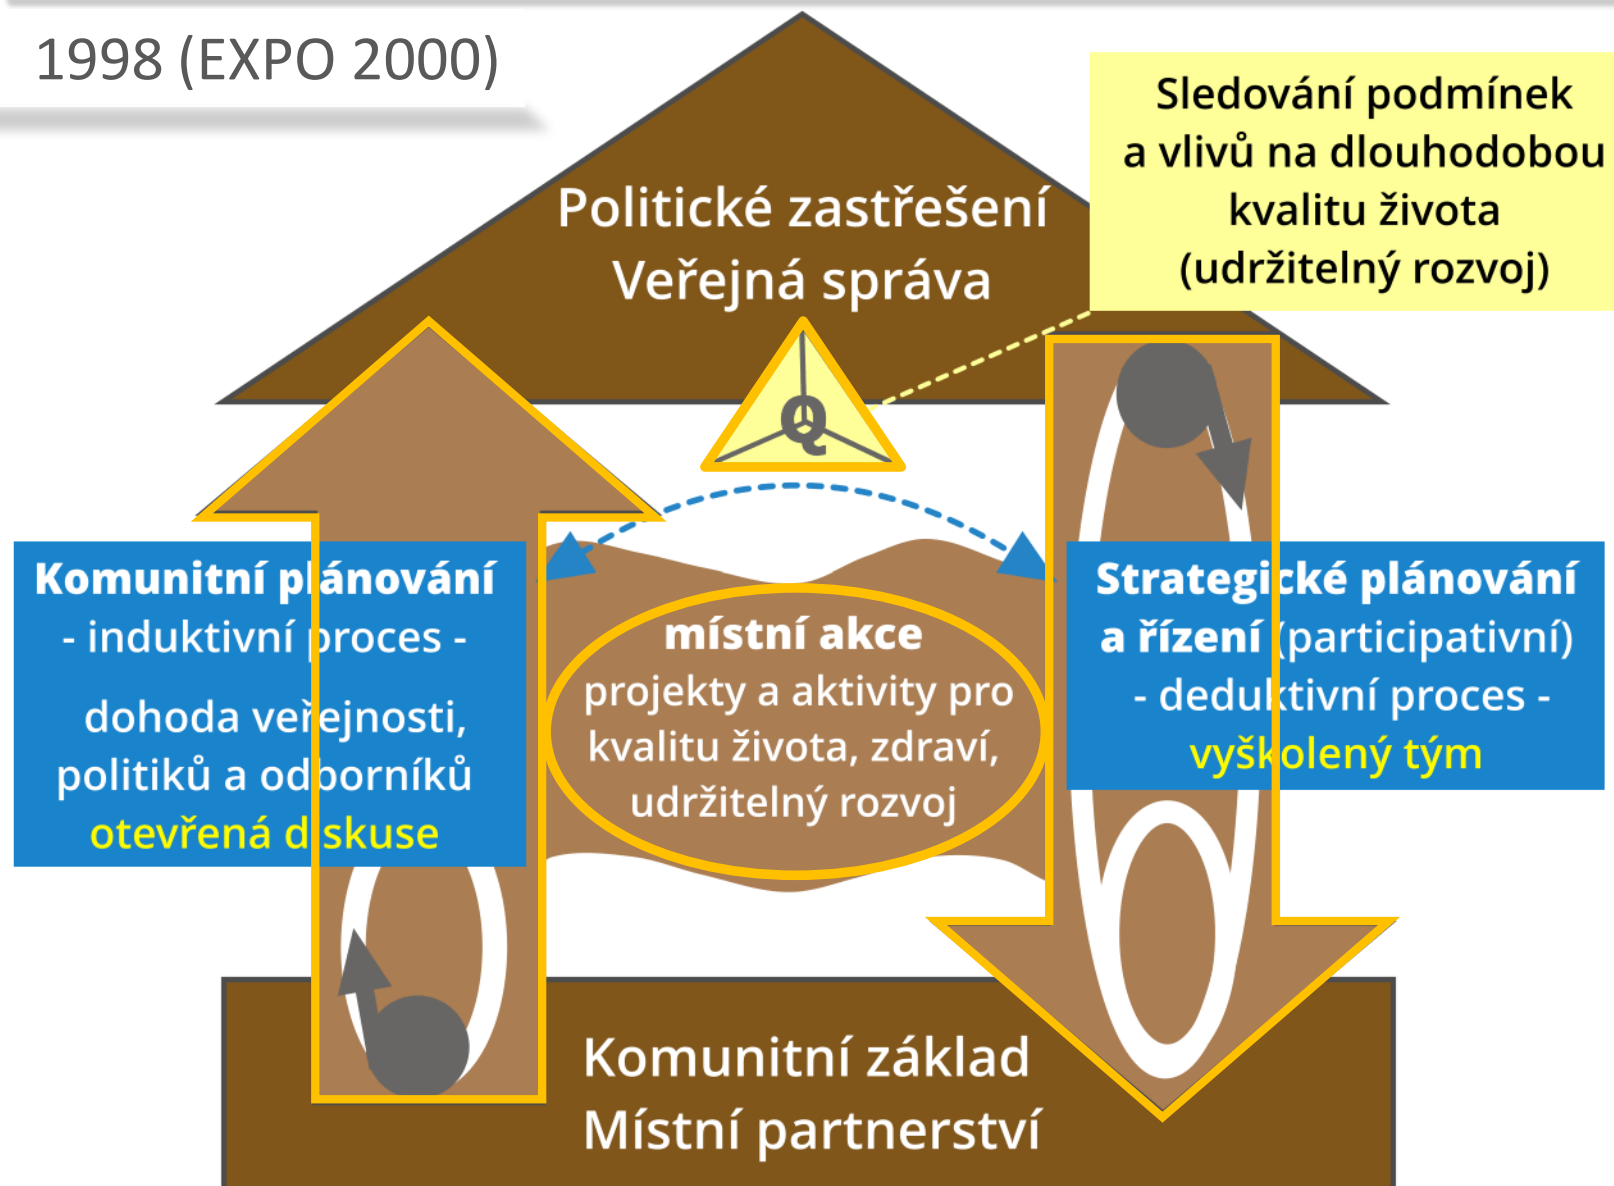 1998 (EXPO 2000)
Sledování podmínek
a vlivů na dlouhodobou
kvalitu života
(udržitelný rozvoj)
Politické zastřešení
Veřejná správa
Q
Komunitní plánování
- induktivní proces -
dohoda veřejnosti,
politiků a odborníků
otevřená diskuse
místní akce
projekty a aktivity pro
kvalitu života, zdraví,
udržitelný rozvoj
Strategické plánování
a řízení (participativní)
- deduktivní proces -
vyškolený tým
Komunitní základ
Místní partnerství